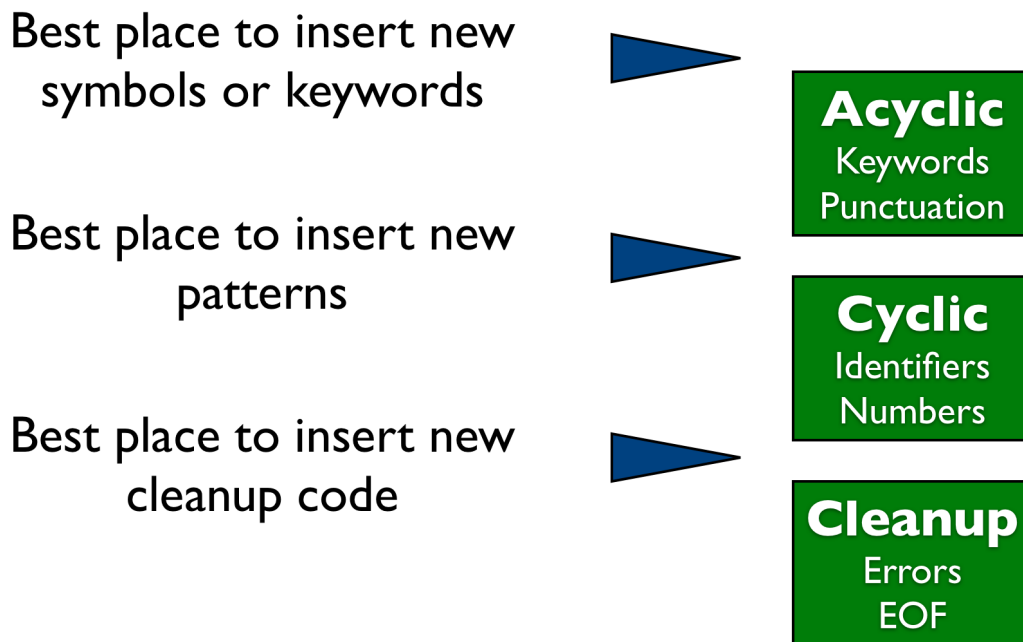 Best place to insert new
symbols or keywords
Acyclic
Keywords
Punctuation
Best place to insert new
patterns
Cyclic
Identifiers
Numbers
Best place to insert new
cleanup code
Cleanup
Errors
EOF